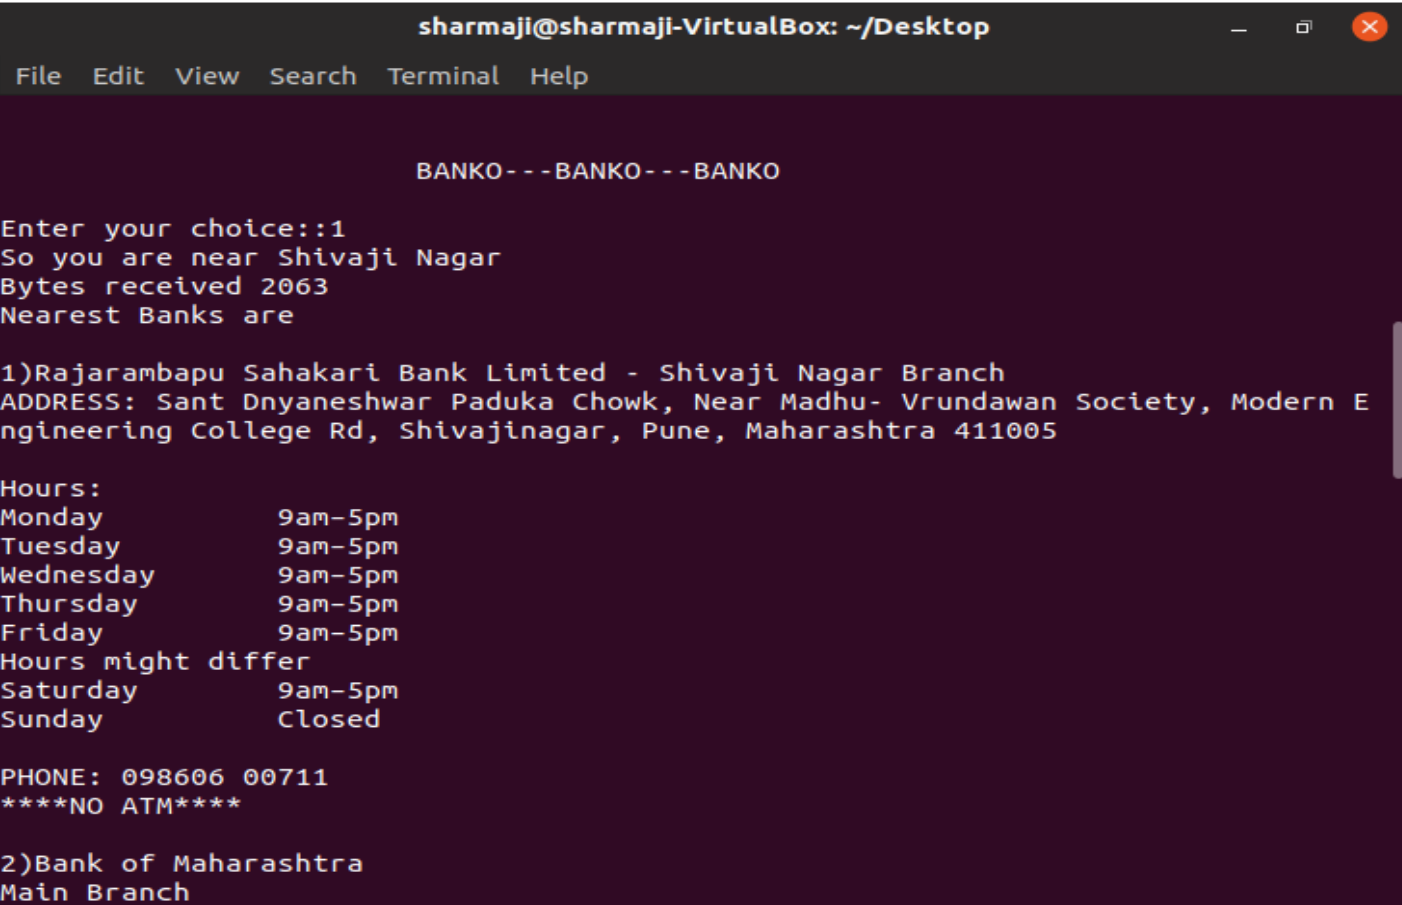 sharmaji@sharmaji-VirtualBox: ~/Desktop
File Edit View Search Terminal Help
BANKO---BANKO---BANKO
Enter your choice::1
So you are near Shivaji Nagar
Bytes received 2063
Nearest Banks are
1)Rajarambapu Sahakari Bank Limited - Shivaji Nagar Branch
ADDRESS: Sant Dnyaneshwar Paduka Chowk, Near Madhu- Vrundawan Society, Modern E
ngineering College Rd, Shivajinagar, Pune, Maharashtra 411005
Hours:
Monday 9am–5pm
Tuesday 9am–5pm
Wednesday 9am–5pm
Thursday 9am–5pm
Friday 9am–5pm
Hours might differ
Saturday 9am–5pm
Sunday Closed
PHONE: 098606 00711
****NO ATM****
2)Bank of Maharashtra
Main Branch